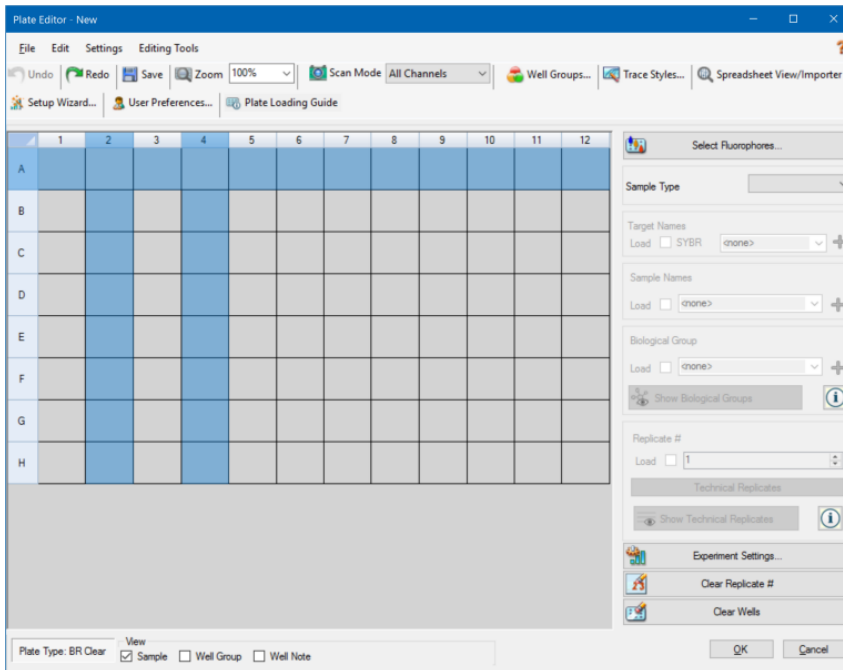 Plate Editor - New
File Edit Settings Editing Tools
Undo Redo Save Zoom 100% Scan Mode All Channels Well Groups... Trace Styles... Spreadsheet View/Importer
Setup Wizard... User Preferences... Plate Loading Guide
1 2 3 4 5 6 7 8 9 10 11 12
Select Fluorophores...
A
Sample Type
B
Target Names
Load SYBR <none>
C
Sample Names
D
Load <none>
E
Biological Group
Load <none>
F
Show Biological Groups
G
Replicate #
H
Load 1
Technical Replicates
Show Technical Replicates
Experiment Settings...
Clear Replicate #
Clear Wells
Plate Type: BR Clear
View
Sample Well Group Well Note
OK Cancel